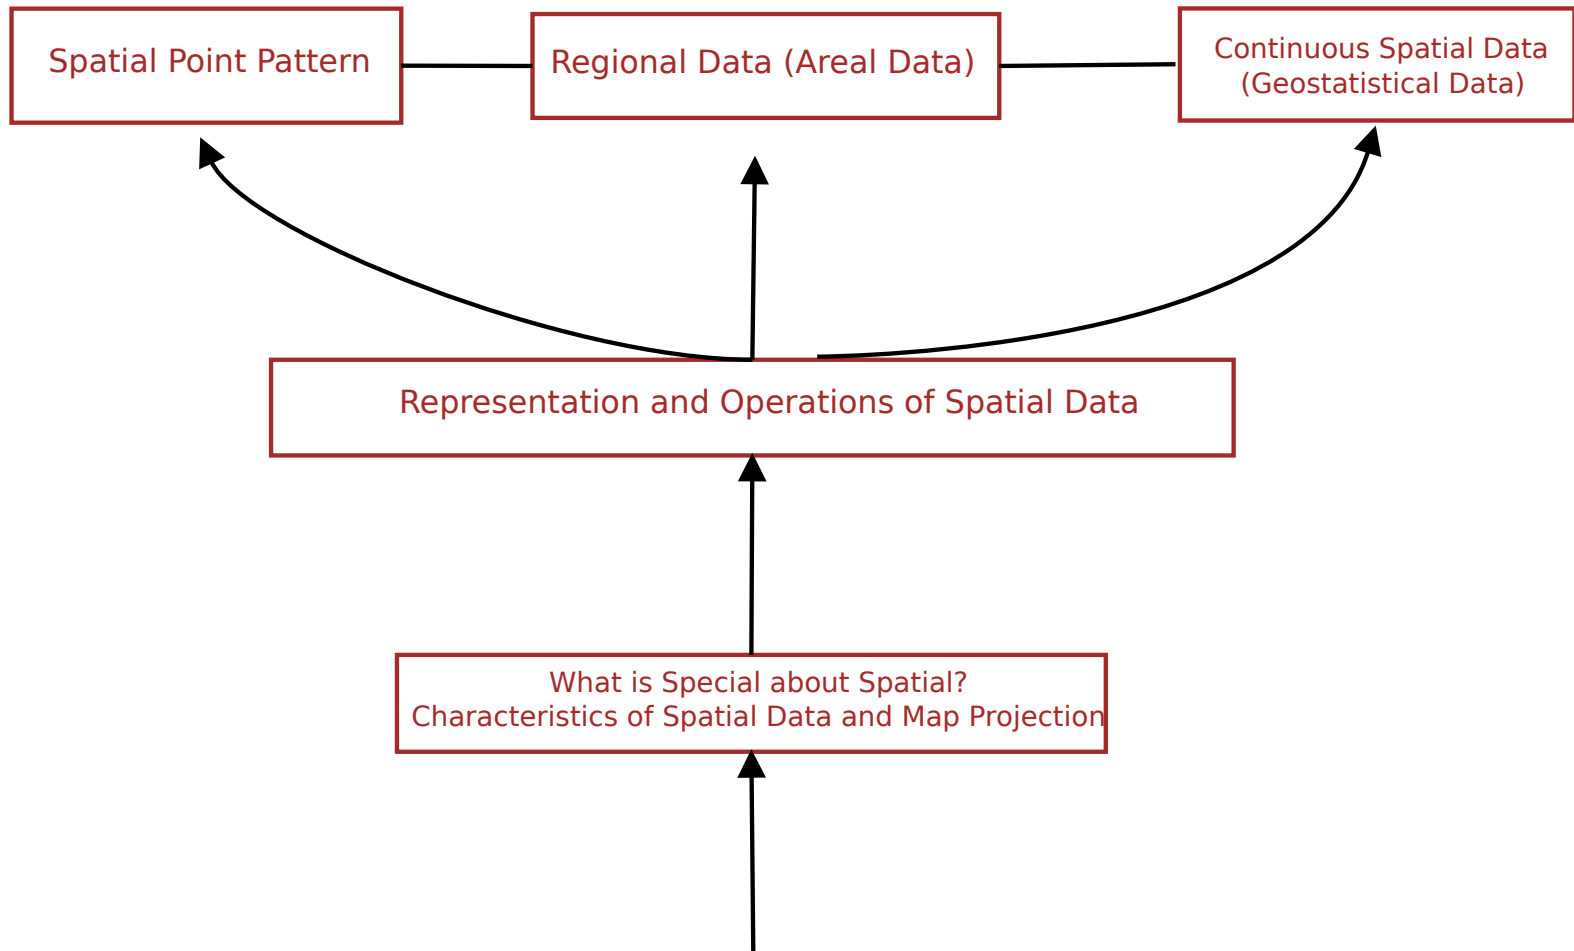 Spatial Point Pattern
Regional Data (Areal Data)
Continuous Spatial Data
(Geostatistical Data)
Representation and Operations of Spatial Data
What is Special about Spatial?
Characteristics of Spatial Data and Map Projection